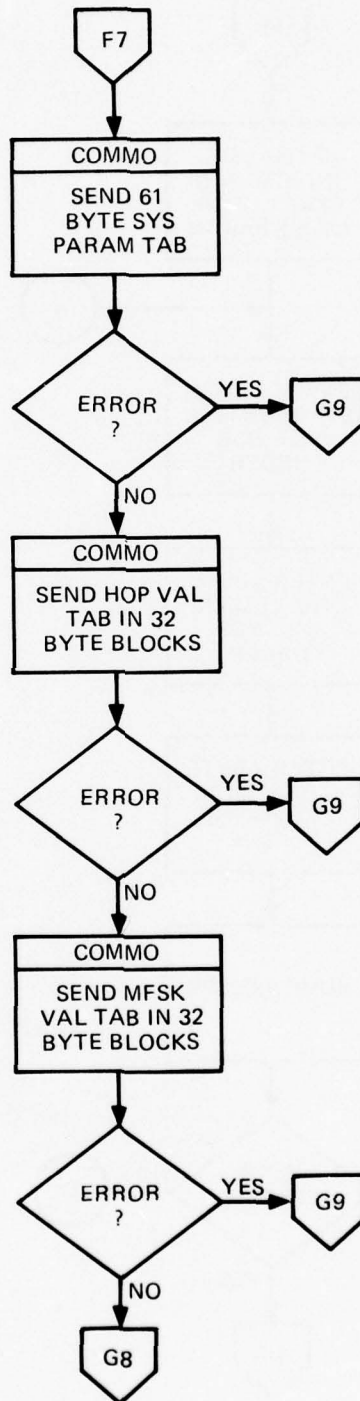 F7
COMMO
SEND 61
BYTE SYS
PARAM TAB
ERROR
?
YES
G9
NO
COMMO
SEND HOP VAL
TAB IN 32
BYTE BLOCKS
ERROR
?
YES
G9
NO
COMMO
SEND MFSK
VAL TAB IN 32
BYTE BLOCKS
ERROR
?
YES
G9
NO
G8